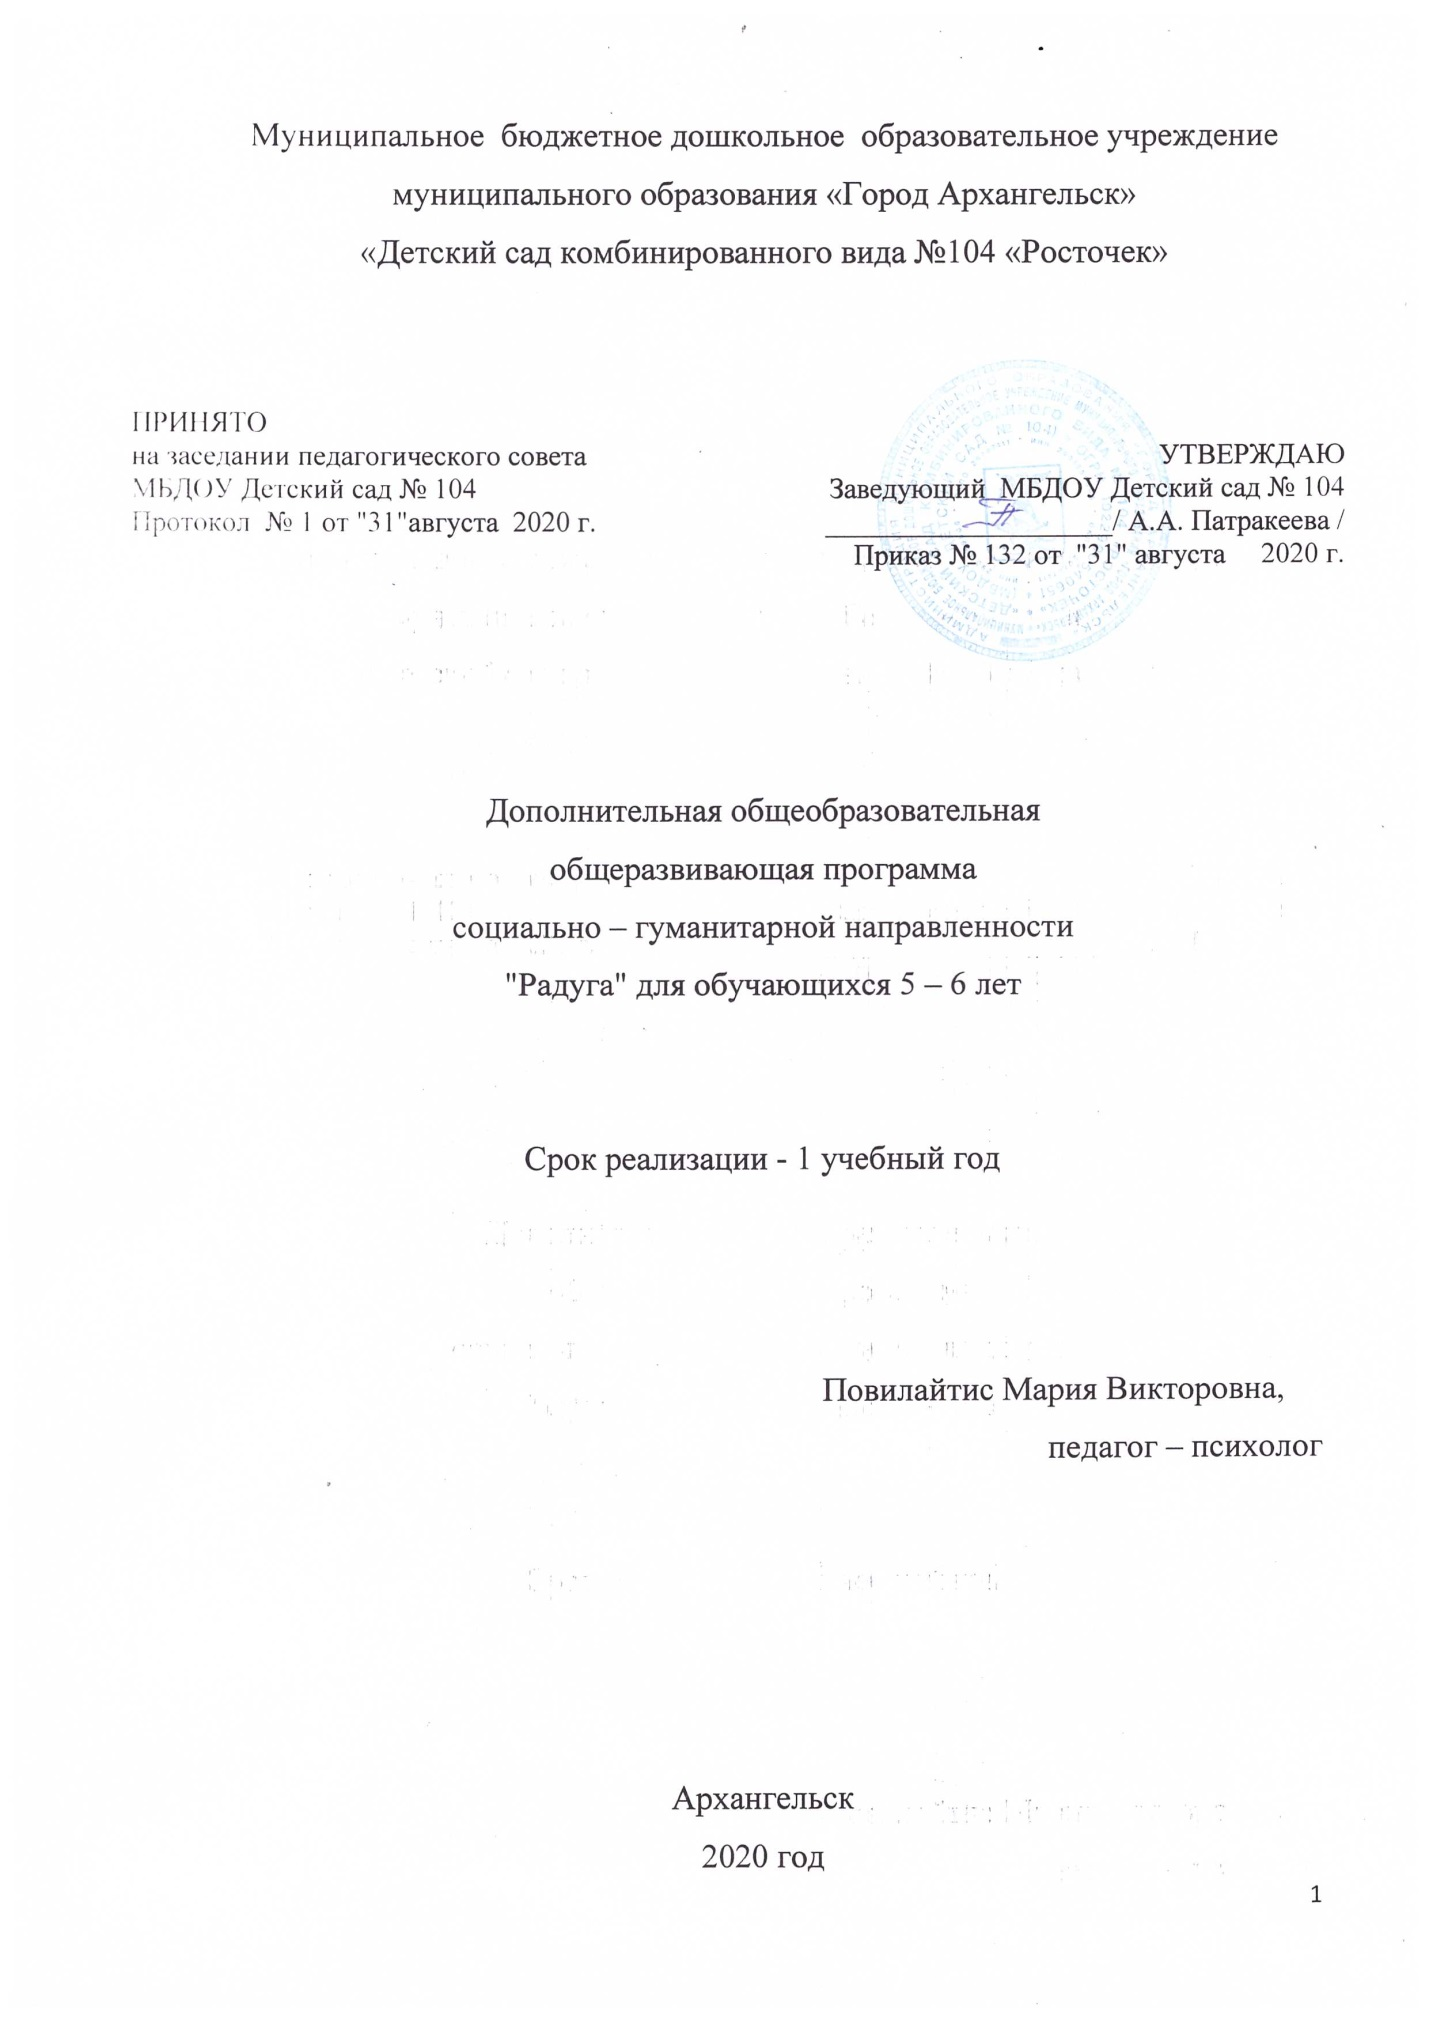 Муниципальное бюджетное дошкольное образовательное учреждение
муниципального образования «Город Архангельск»
«Детский сад комбинированного вида №104 «Росточек»
ПРИНЯТО
на заседании педагогического совета
МБДОУ Детский сад № 104
Протокол № 1 от "31"августа 2020 г.
УТВЕРЖДАЮ
Заведующий МБДОУ Детский сад № 104
/ А.А. Патракеева /
Приказ № 132 от "31" августа 2020 г.
Дополнительная общеобразовательная
общеразвивающая программа
социально – гуманитарной направленности
"Радуга" для обучающихся 5 – 6 лет
Срок реализации - 1 учебный год
Повилайтис Мария Викторовна,
педагог – психолог
Архангельск
2020 год
1